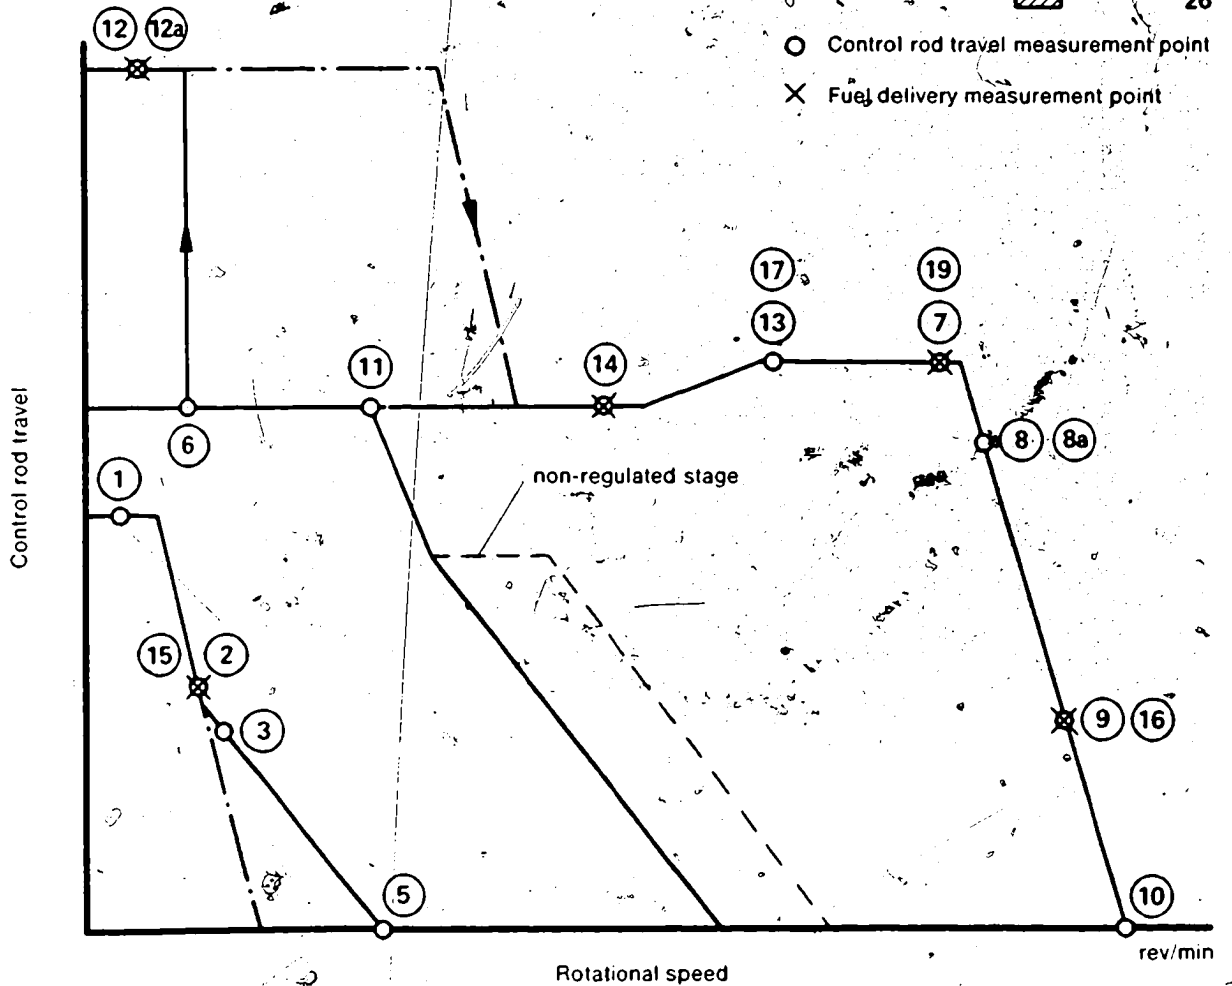 12 12a
26
Control rod travel measurement point
Fuel delivery measurement point
17 19
13 7
11 14
6
8 8a
1
non-regulated stage
Control rod travel
15 2
3
9 16
5
10
rev/min
Rotational speed